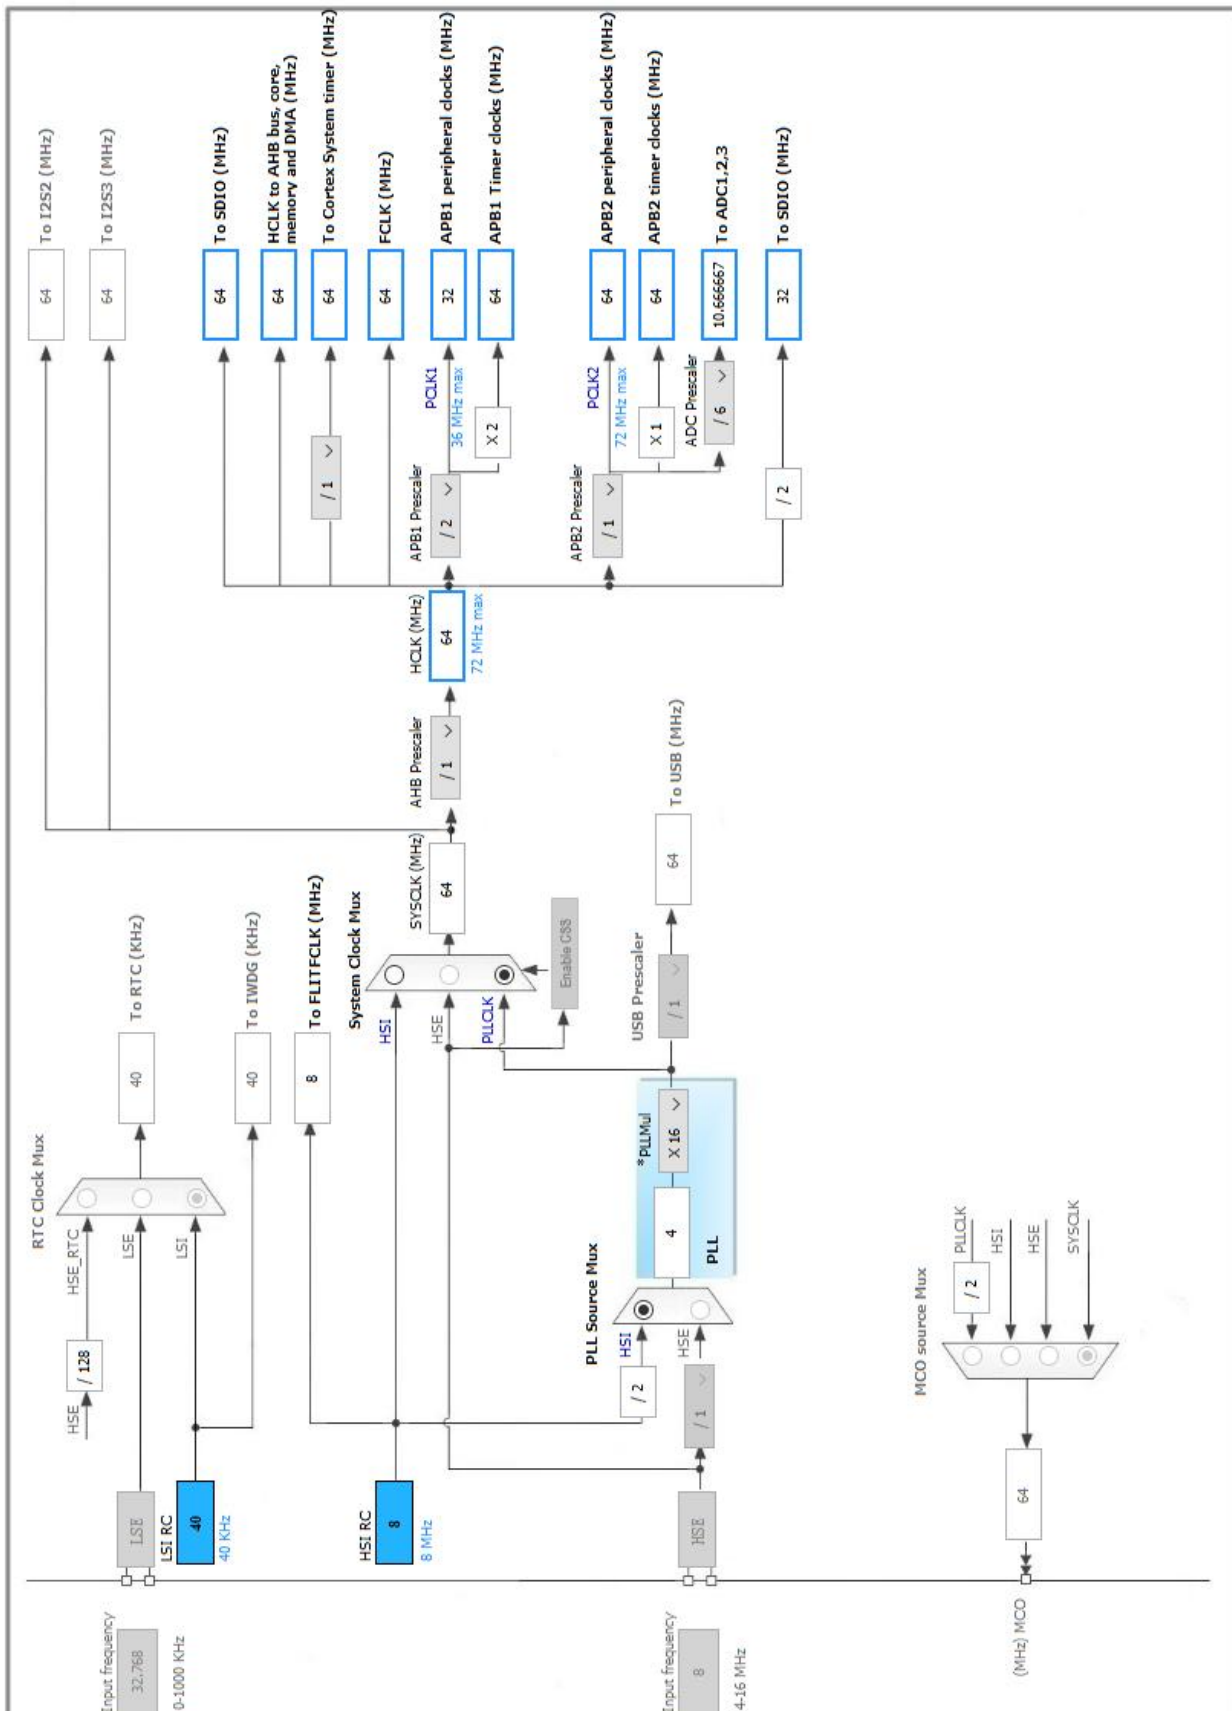 Input frequency
32.768
0-1000 KHz
LSE
HSE
/ 128
HSE_RTC
RTC Clock Mux
LSE
LSI
40
To RTC (KHz)
LSI RC
40
40 KHz
40
To IWDG (KHz)
HSI RC
8
8 MHz
8
To FLITFCLK (MHz)
System Clock Mux
HSI
HSE
PLLCLK
Enable CSS
SYSCLK (MHz)
64
AHB Prescaler
/ 1
HCLK (MHz)
64
72 MHz max
64
To I2S2 (MHz)
64
To I2S3 (MHz)
64
To SDIO (MHz)
64
HCLK to AHB bus, core,
memory and DMA (MHz)
/ 1
64
To Cortex System timer (MHz)
64
FCLK (MHz)
APB1 Prescaler
/ 2
PCLK1
36 MHz max
32
APB1 peripheral clocks (MHz)
X 2
64
APB1 Timer clocks (MHz)
APB2 Prescaler
/ 1
PCLK2
72 MHz max
64
APB2 peripheral clocks (MHz)
X 1
64
APB2 timer clocks (MHz)
ADC Prescaler
/ 6
10.666667
To ADC1,2,3
/ 2
32
To SDIO (MHz)
Input frequency
8
4-16 MHz
HSE
PLL Source Mux
/ 2
HSI
/ 1
HSE
4
*PLLMul
X 16
PLL
USB Prescaler
/ 1
64
To USB (MHz)
MCO source Mux
/ 2
PLLCLK
HSI
HSE
SYSCLK
64
(MHz) MCO